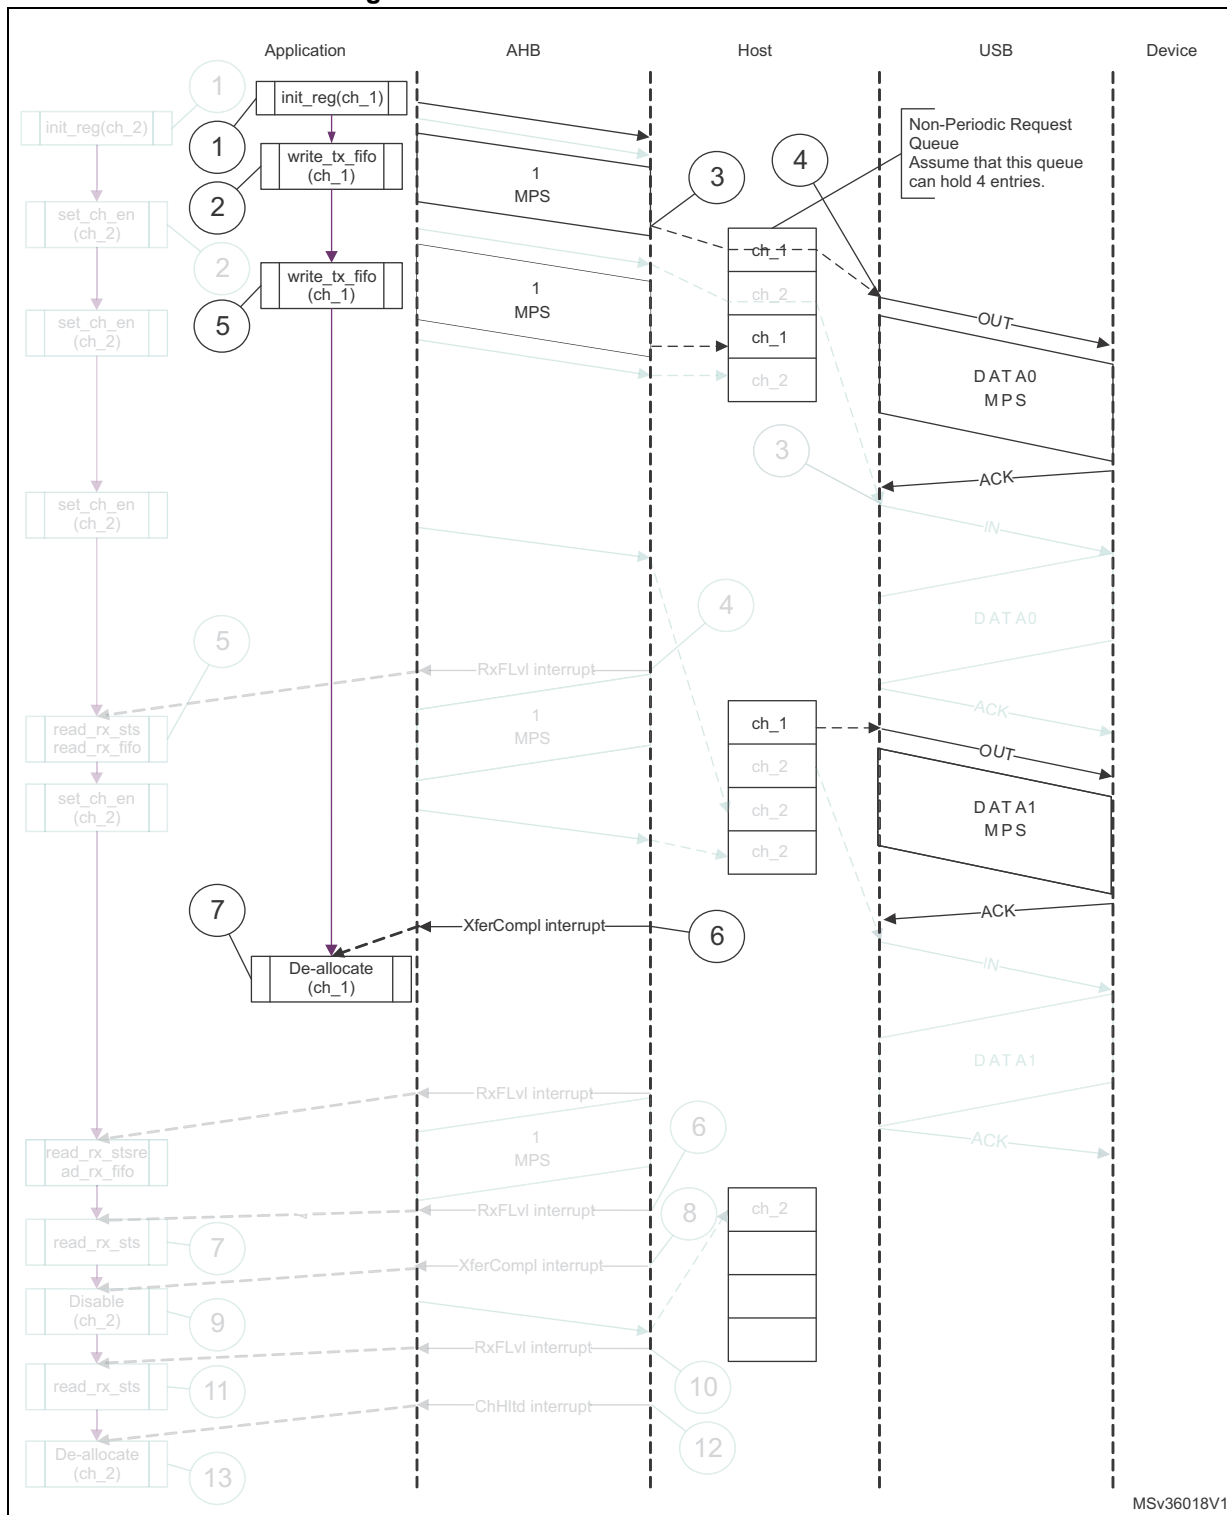 Application
AHB
Host
USB
Device
1
init_reg(ch_1)
init_reg(ch_2)
Non-Periodic Request
Queue
Assume that this queue
can hold 4 entries.
1
write_tx_fifo
(ch_1)
1
MPS
3
4
2
set_ch_en
(ch_2)
2
ch_1
write_tx_fifo
(ch_1)
1
MPS
ch_2
5
set_ch_en
(ch_2)
OUT
ch_1
ch_2
DATA0
MPS
3
ACK
set_ch_en
(ch_2)
IN
4
DATA0
5
RxFLvl interrupt
read_rx_sts
read_rx_fifo
1
MPS
ACK
ch_1
OUT
ch_2
set_ch_en
(ch_2)
ch_2
DATA1
MPS
ch_2
7
XferCompl interrupt
6
ACK
De-allocate
(ch_1)
IN
DATA1
RxFLvl interrupt
6
read_rx_stsre
ad_rx_fifo
1
MPS
ACK
RxFLvl interrupt
8
ch_2
read_rx_sts
7
XferCompl interrupt
Disable
(ch_2)
9
RxFLvl interrupt
read_rx_sts
11
10
ChHltd interrupt
12
De-allocate
(ch_2)
13
MSv36018V1